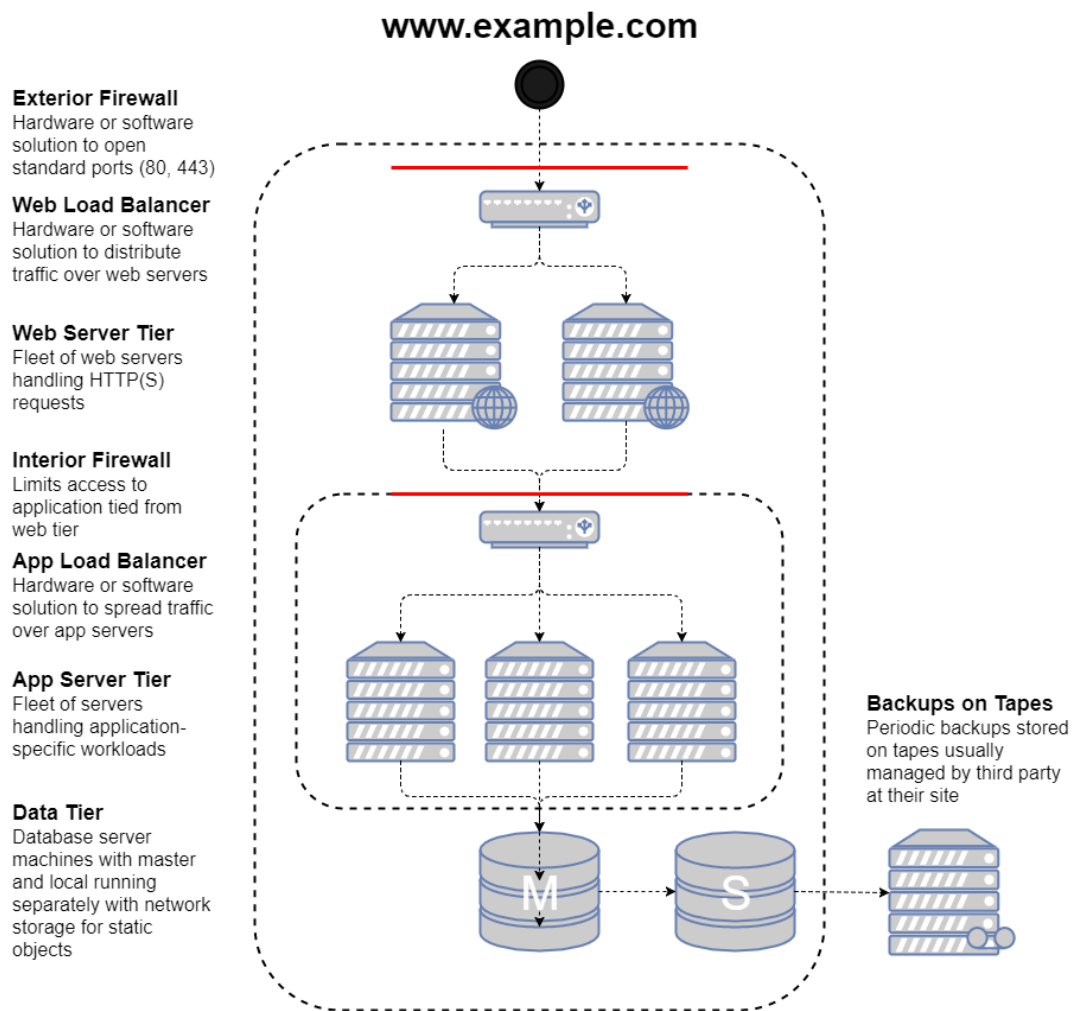 www.example.com
Exterior Firewall
Hardware or software
solution to open
standard ports (80, 443)
Web Load Balancer
Hardware or software
solution to distribute
traffic over web servers
Web Server Tier
Fleet of web servers
handling HTTP(S)
requests
Interior Firewall
Limits access to
application tied from
web tier
App Load Balancer
Hardware or software
solution to spread traffic
over app servers
App Server Tier
Fleet of servers
handling application-
specific workloads
Backups on Tapes
Periodic backups stored
on tapes usually
managed by third party
at their site
Data Tier
Database server
machines with master
and local running
separately with network
storage for static
objects
M
S